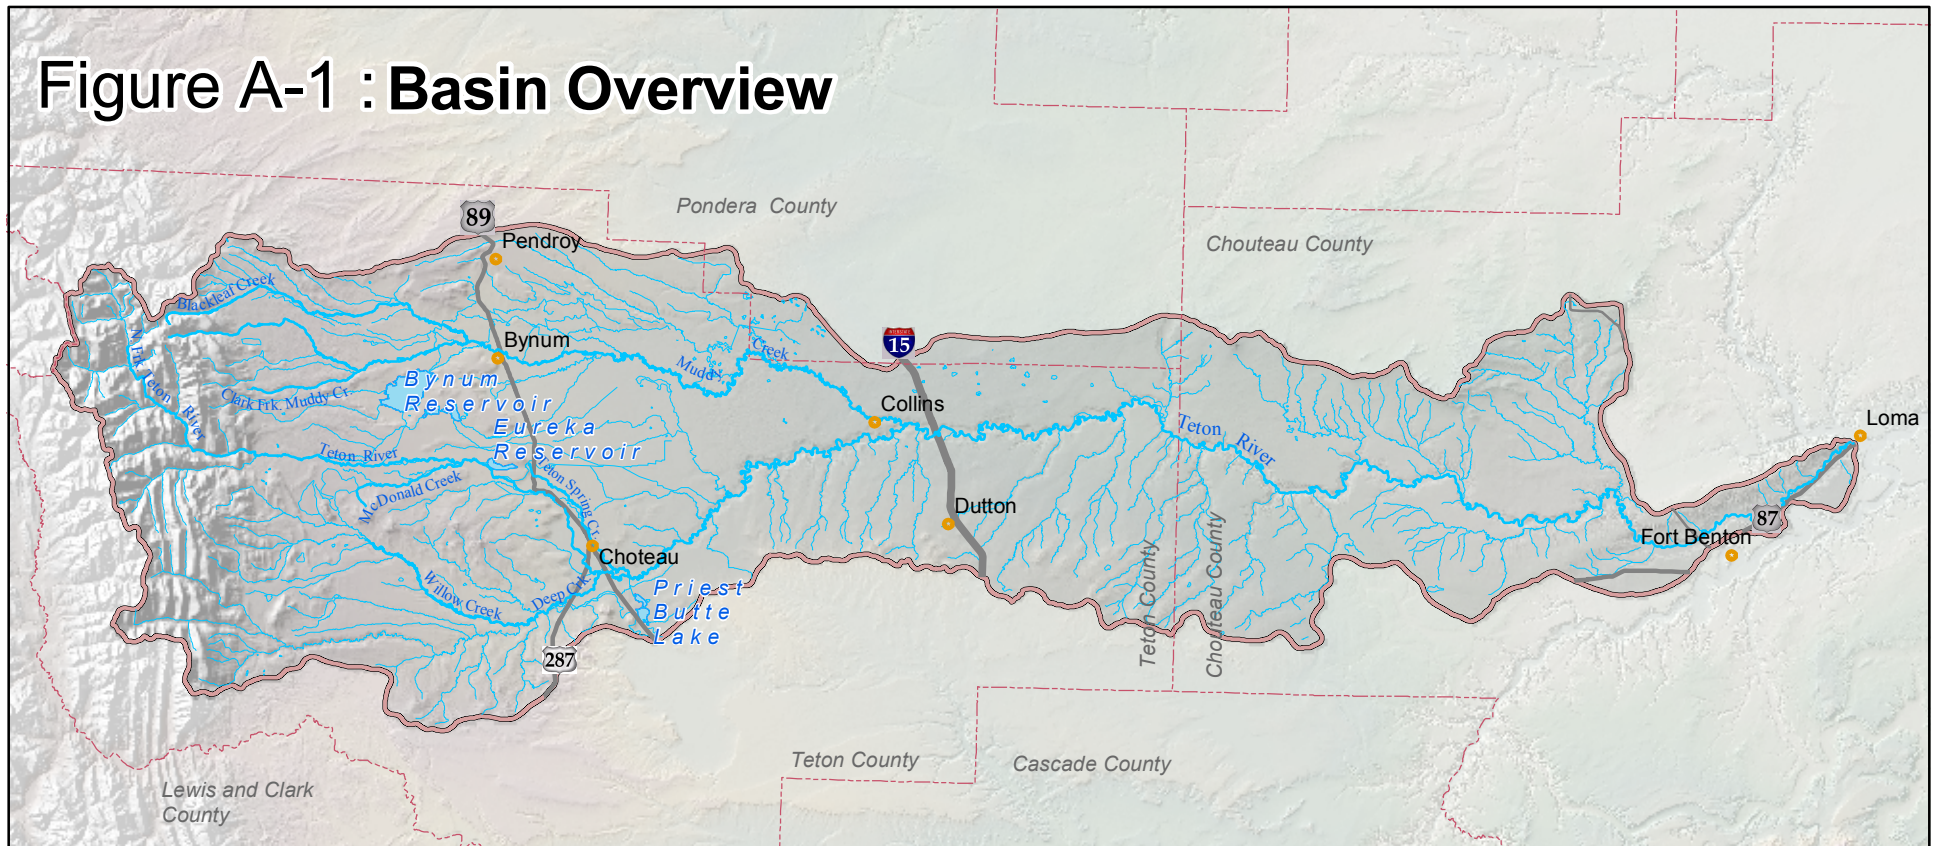 Figure A-1 : Basin Overview
89
Pendroy
Pondera County
Chouteau County
Blackleaf Creek
N. Frk. Teton River
Bynum
15
Muddy Creek
Bynum
Reservoir
Clark Frk. Muddy Cr.
Collins
Loma
Eureka
Reservoir
Teton River
Teton River
Teton Spring Cr.
McDonald Creek
Dutton
87
Fort Benton
Choteau
Willow Creek
Deep Crk.
Priest
Butte
Lake
Teton County
Chouteau County
287
Teton County
Cascade County
Lewis and Clark
County